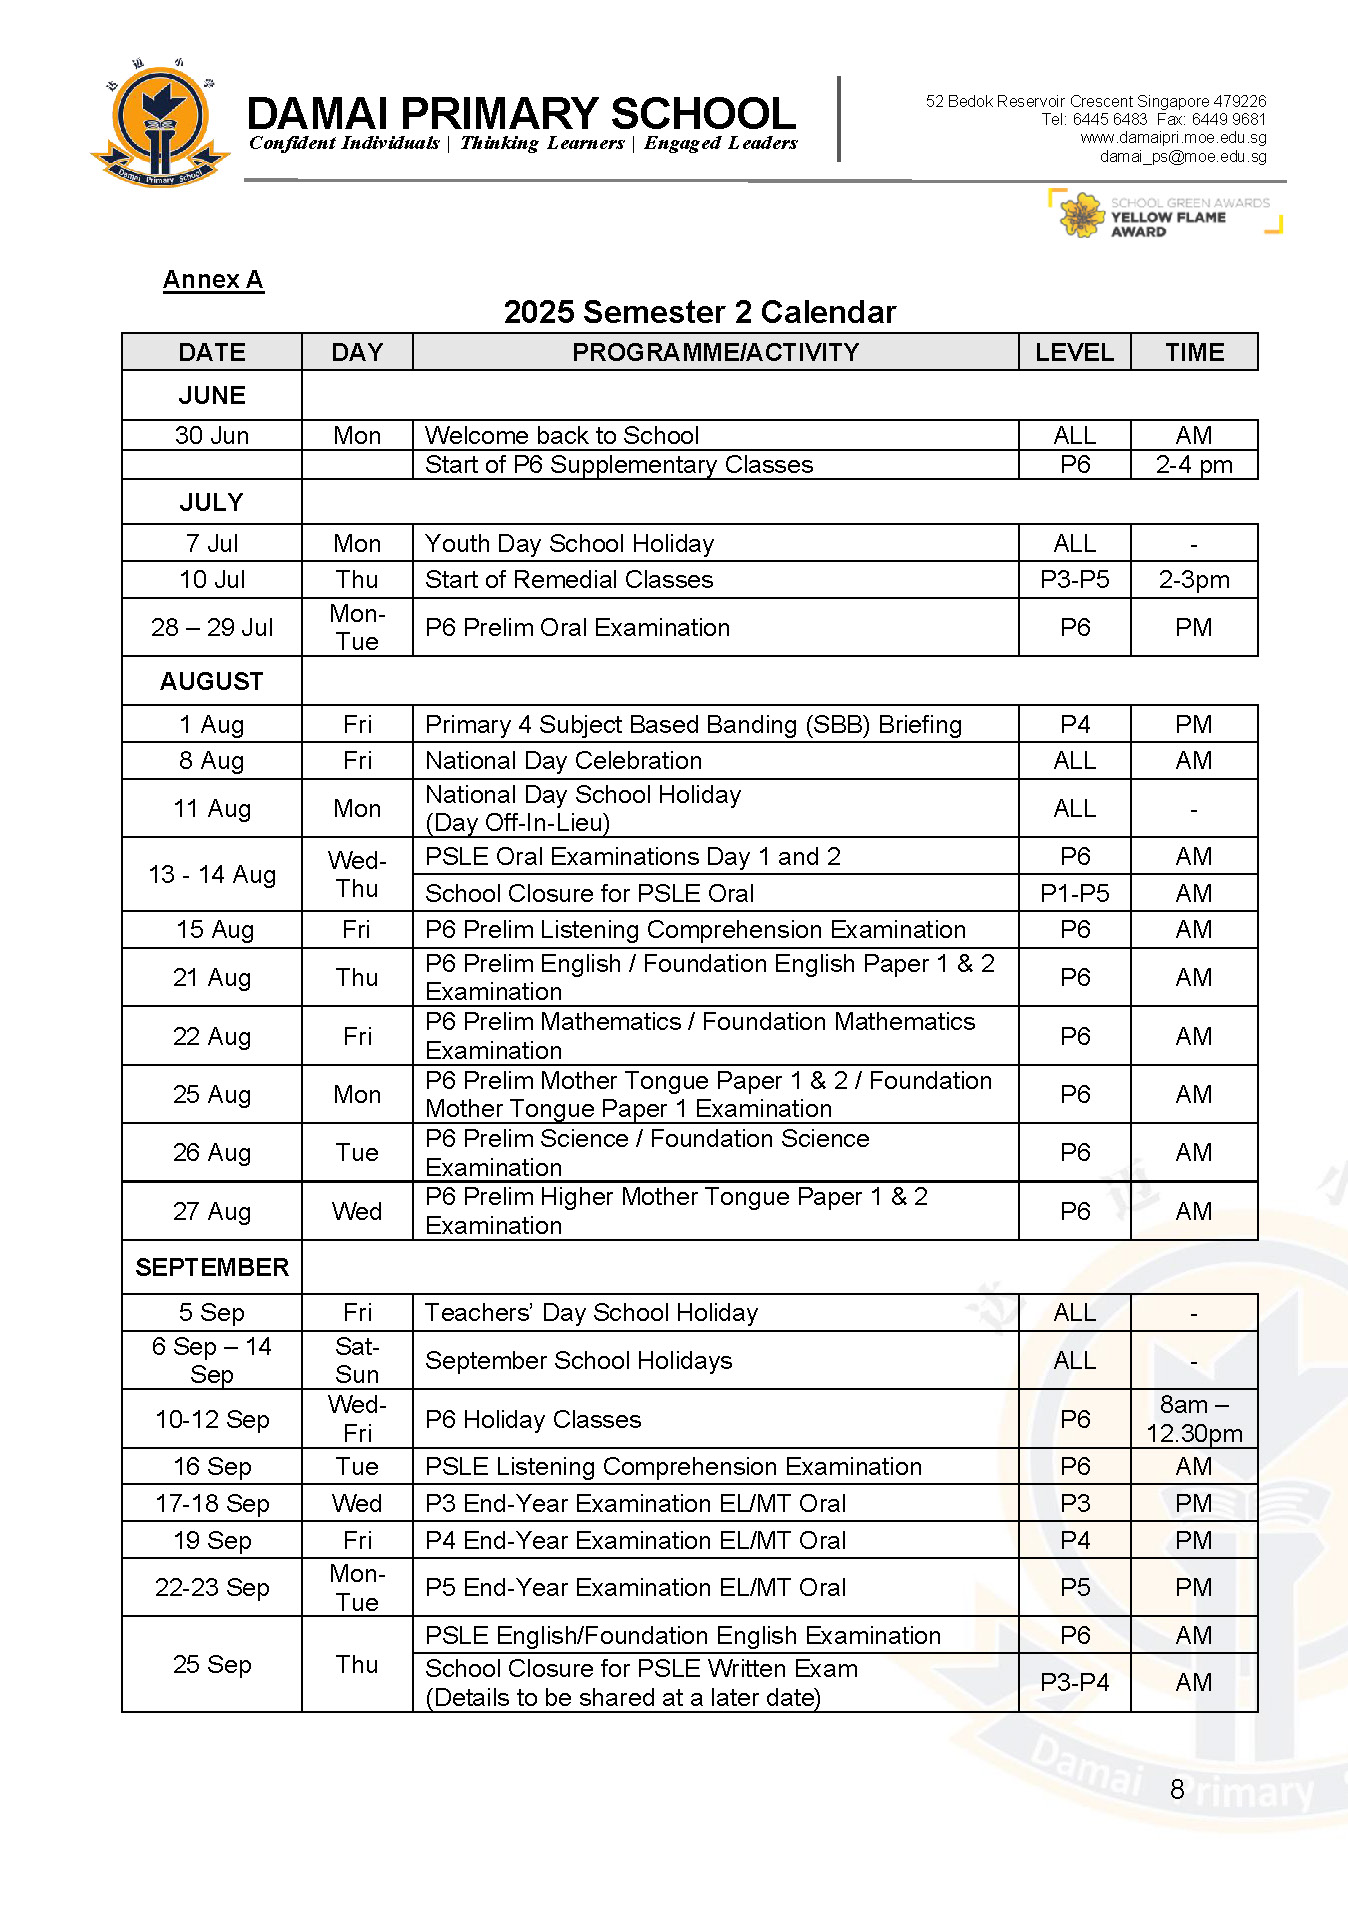 迈 小
达 学
DAMAI PRIMARY SCHOOL
Confident Individuals | Thinking Learners | Engaged Leaders
Damai Primary School
52 Bedok Reservoir Crescent Singapore 479226
Tel: 6445 6483 Fax: 6449 9681
www.damaipri.moe.edu.sg
damai_ps@moe.edu.sg
SCHOOL GREEN AWARDS
YELLOW FLAME
AWARD
Annex A
2025 Semester 2 Calendar
DATE DAY PROGRAMME/ACTIVITY LEVEL TIME
JUNE
30 Jun Mon Welcome back to School ALL AM
Start of P6 Supplementary Classes P6 2-4 pm
JULY
7 Jul Mon Youth Day School Holiday ALL -
10 Jul Thu Start of Remedial Classes P3-P5 2-3pm
28 – 29 Jul Mon-
Tue P6 Prelim Oral Examination P6 PM
AUGUST
1 Aug Fri Primary 4 Subject Based Banding (SBB) Briefing P4 PM
8 Aug Fri National Day Celebration ALL AM
11 Aug Mon National Day School Holiday
(Day Off-In-Lieu) ALL -
13 - 14 Aug Wed-
Thu PSLE Oral Examinations Day 1 and 2 P6 AM
School Closure for PSLE Oral P1-P5 AM
15 Aug Fri P6 Prelim Listening Comprehension Examination P6 AM
21 Aug Thu P6 Prelim English / Foundation English Paper 1 & 2
Examination P6 AM
22 Aug Fri P6 Prelim Mathematics / Foundation Mathematics
Examination P6 AM
25 Aug Mon P6 Prelim Mother Tongue Paper 1 & 2 / Foundation
Mother Tongue Paper 1 Examination P6 AM
26 Aug Tue P6 Prelim Science / Foundation Science
Examination P6 AM
27 Aug Wed P6 Prelim Higher Mother Tongue Paper 1 & 2
Examination P6 AM
SEPTEMBER
5 Sep Fri Teachers’ Day School Holiday ALL -
6 Sep – 14
Sep Sat-
Sun September School Holidays ALL -
10-12 Sep Wed-
Fri P6 Holiday Classes P6 8am –
12.30pm
16 Sep Tue PSLE Listening Comprehension Examination P6 AM
17-18 Sep Wed P3 End-Year Examination EL/MT Oral P3 PM
19 Sep Fri P4 End-Year Examination EL/MT Oral P4 PM
22-23 Sep Mon-
Tue P5 End-Year Examination EL/MT Oral P5 PM
25 Sep Thu PSLE English/Foundation English Examination P6 AM
School Closure for PSLE Written Exam
(Details to be shared at a later date) P3-P4 AM
达 迈 小
Damai Primary
8